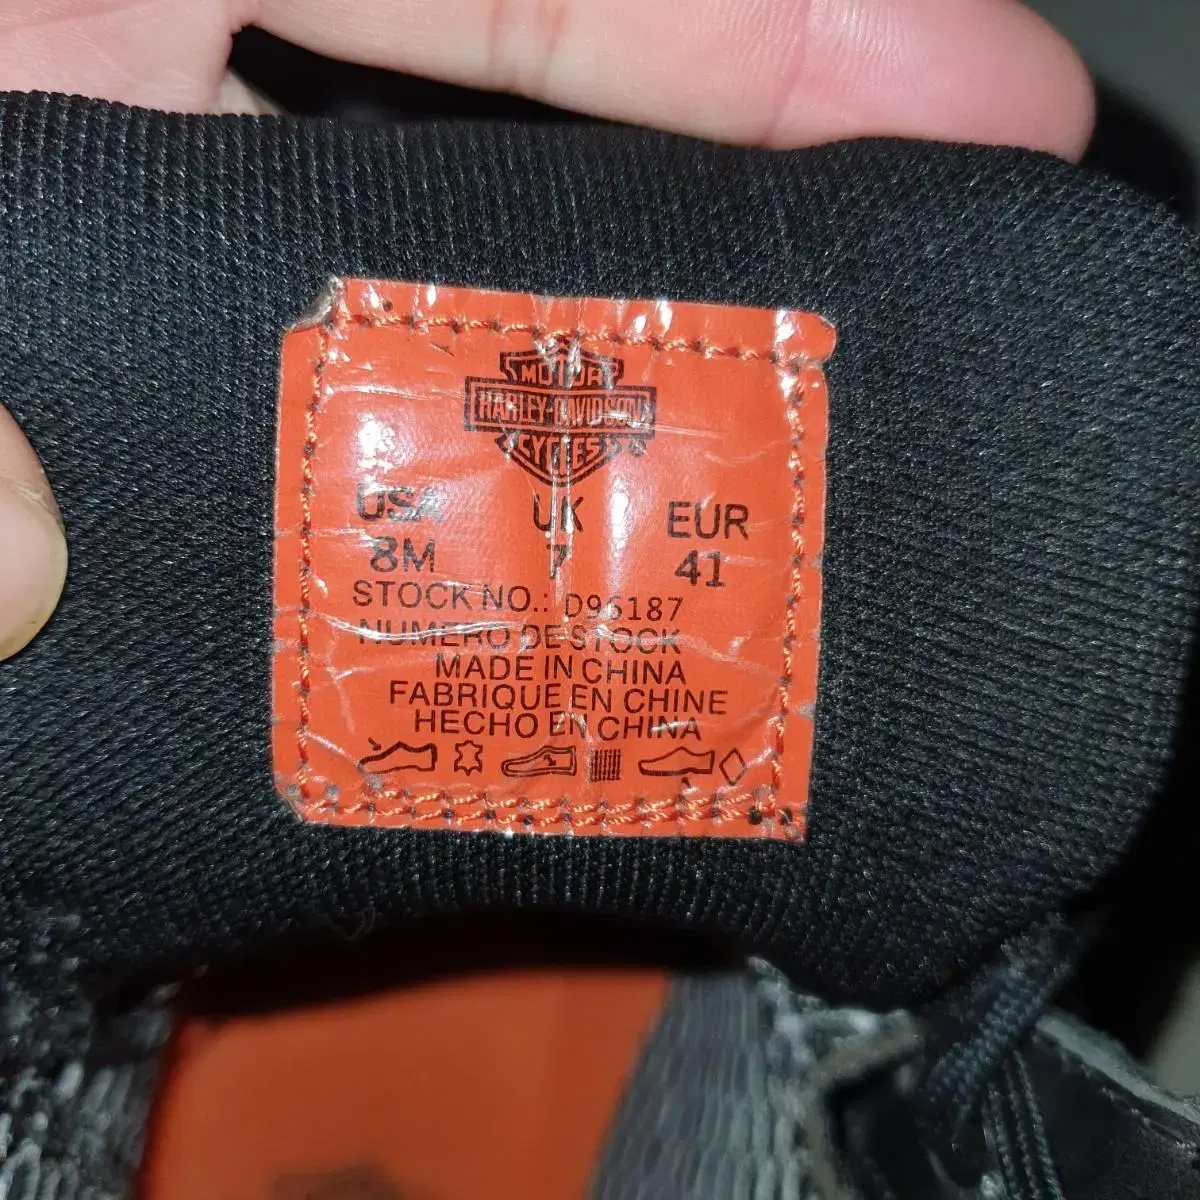 MOTOR
HARLEY-DAVIDSON
CYCLES
USA UK EUR
8M 7 41
STOCK NO.: D96187
NUMERO DE STOCK
MADE IN CHINA
FABRIQUE EN CHINE
HECHO EN CHINA